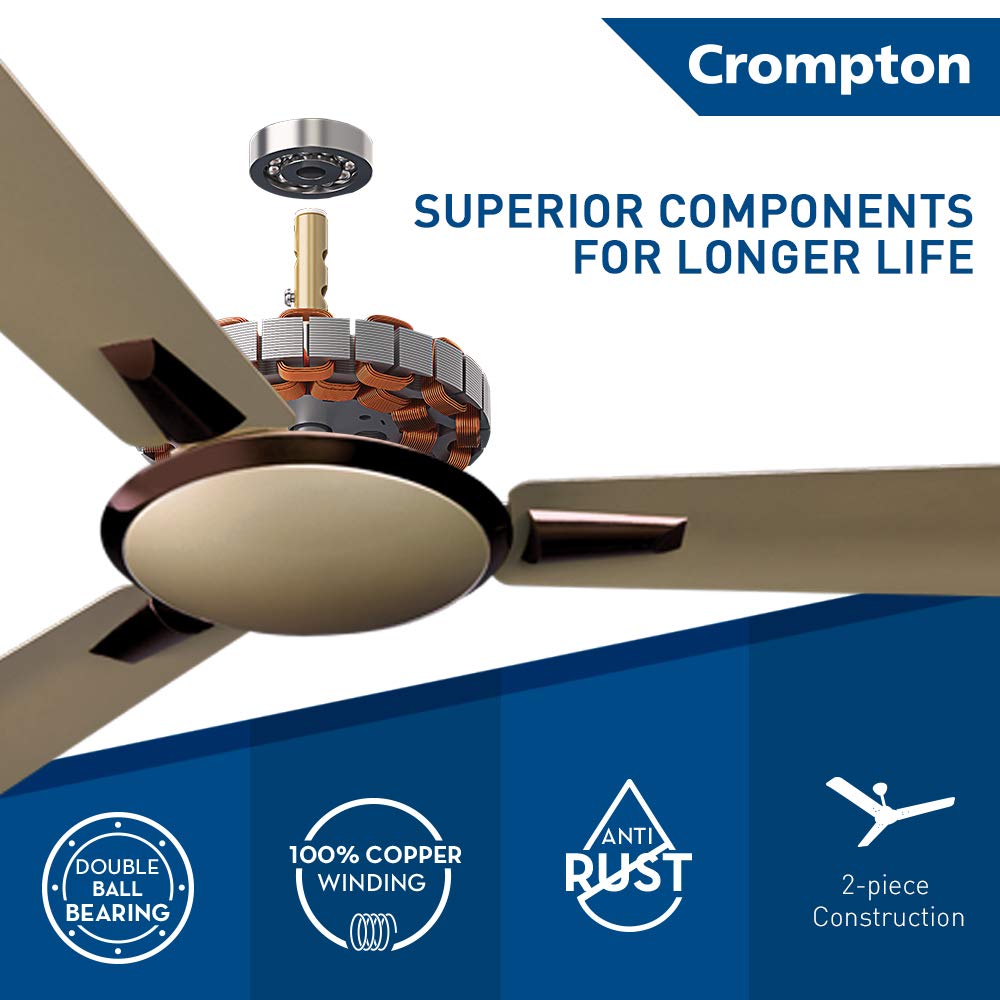 Crompton
SUPERIOR COMPONENTS
FOR LONGER LIFE
DOUBLE
BALL
BEARING
100% COPPER
WINDING
ANTI
RUST
2-piece
Construction